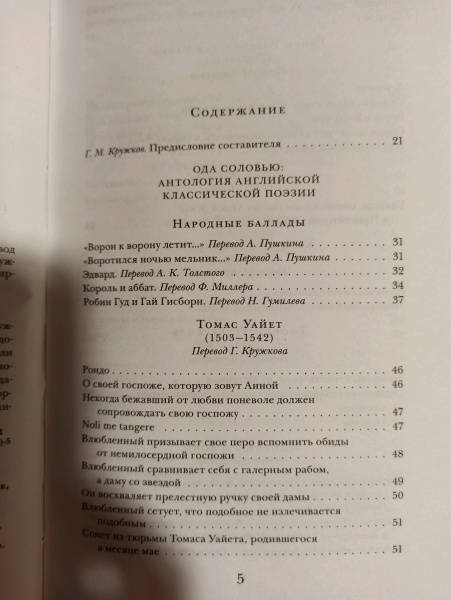 Содержание
Г. М. Кружков. Предисловие составителя . . . . . . . . . . . . . 21
ОДА СОЛОВЬЮ:
АНТОЛОГИЯ АНГЛИЙСКОЙ
КЛАССИЧЕСКОЙ ПОЭЗИИ
Народные баллады
«Ворон к ворону летит...» Перевод А. Пушкина . . . . . . . . . . 31
«Воротился ночью мельник...» Перевод А. Пушкина . . . . . . 31
Эдвард. Перевод А. К. Толстого . . . . . . . . . . . . . . . . . . 32
Король и аббат. Перевод Ф. Миллера . . . . . . . . . . . . . . . 34
Робин Гуд и Гай Гисборн. Перевод Н. Гумилева . . . . . . . . . . 37
Томас Уайет
(1503–1542)
Перевод Г. Кружкова
Рондо . . . . . . . . . . . . . . . . . . . . . . . . . . . . . . . 46
О своей госпоже, которую зовут Анной . . . . . . . . . . . . . . 46
Некогда бежавший от любви поневоле должен
сопровождать свою госпожу . . . . . . . . . . . . . . . . . . . 47
Noli me tangere . . . . . . . . . . . . . . . . . . . . . . . . . . 47
Влюбленный призывает свое перо вспомнить обиды
от немилосердной госпожи . . . . . . . . . . . . . . . . . . . 48
Влюбленный сравнивает себя с галерным рабом,
а даму со звездой . . . . . . . . . . . . . . . . . . . . . . . . 49
Он восхваляет прелестную ручку своей дамы . . . . . . . . . . . 50
Влюбленный сетует, что подобное не излечивается
подобным . . . . . . . . . . . . . . . . . . . . . . . . . . . . 51
Сонет из тюрьмы Томаса Уайета, родившегося
в месяце мае . . . . . . . . . . . . . . . . . . . . . . . . . . . 51
5